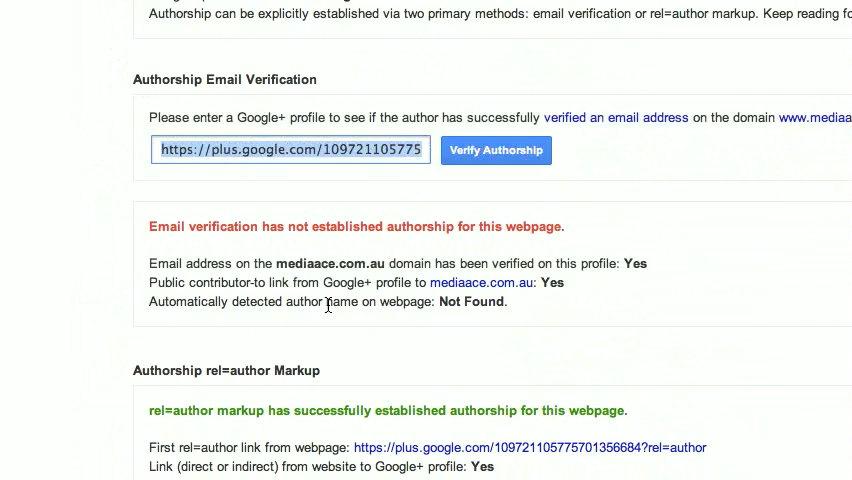 Authorship can be explicitly established via two primary methods: email verification or rel=author markup. Keep reading fo
Authorship Email Verification
Please enter a Google+ profile to see if the author has successfully verified an email address on the domain www.mediaa
https://plus.google.com/109721105775
Verify Authorship
Email verification has not established authorship for this webpage.
Email address on the mediaace.com.au domain has been verified on this profile: Yes
Public contributor-to link from Google+ profile to mediaace.com.au: Yes
Automatically detected author name on webpage: Not Found.
Authorship rel=author Markup
rel=author markup has successfully established authorship for this webpage.
First rel=author link from webpage: https://plus.google.com/109721105775701356684?rel=author
Link (direct or indirect) from website to Google+ profile: Yes